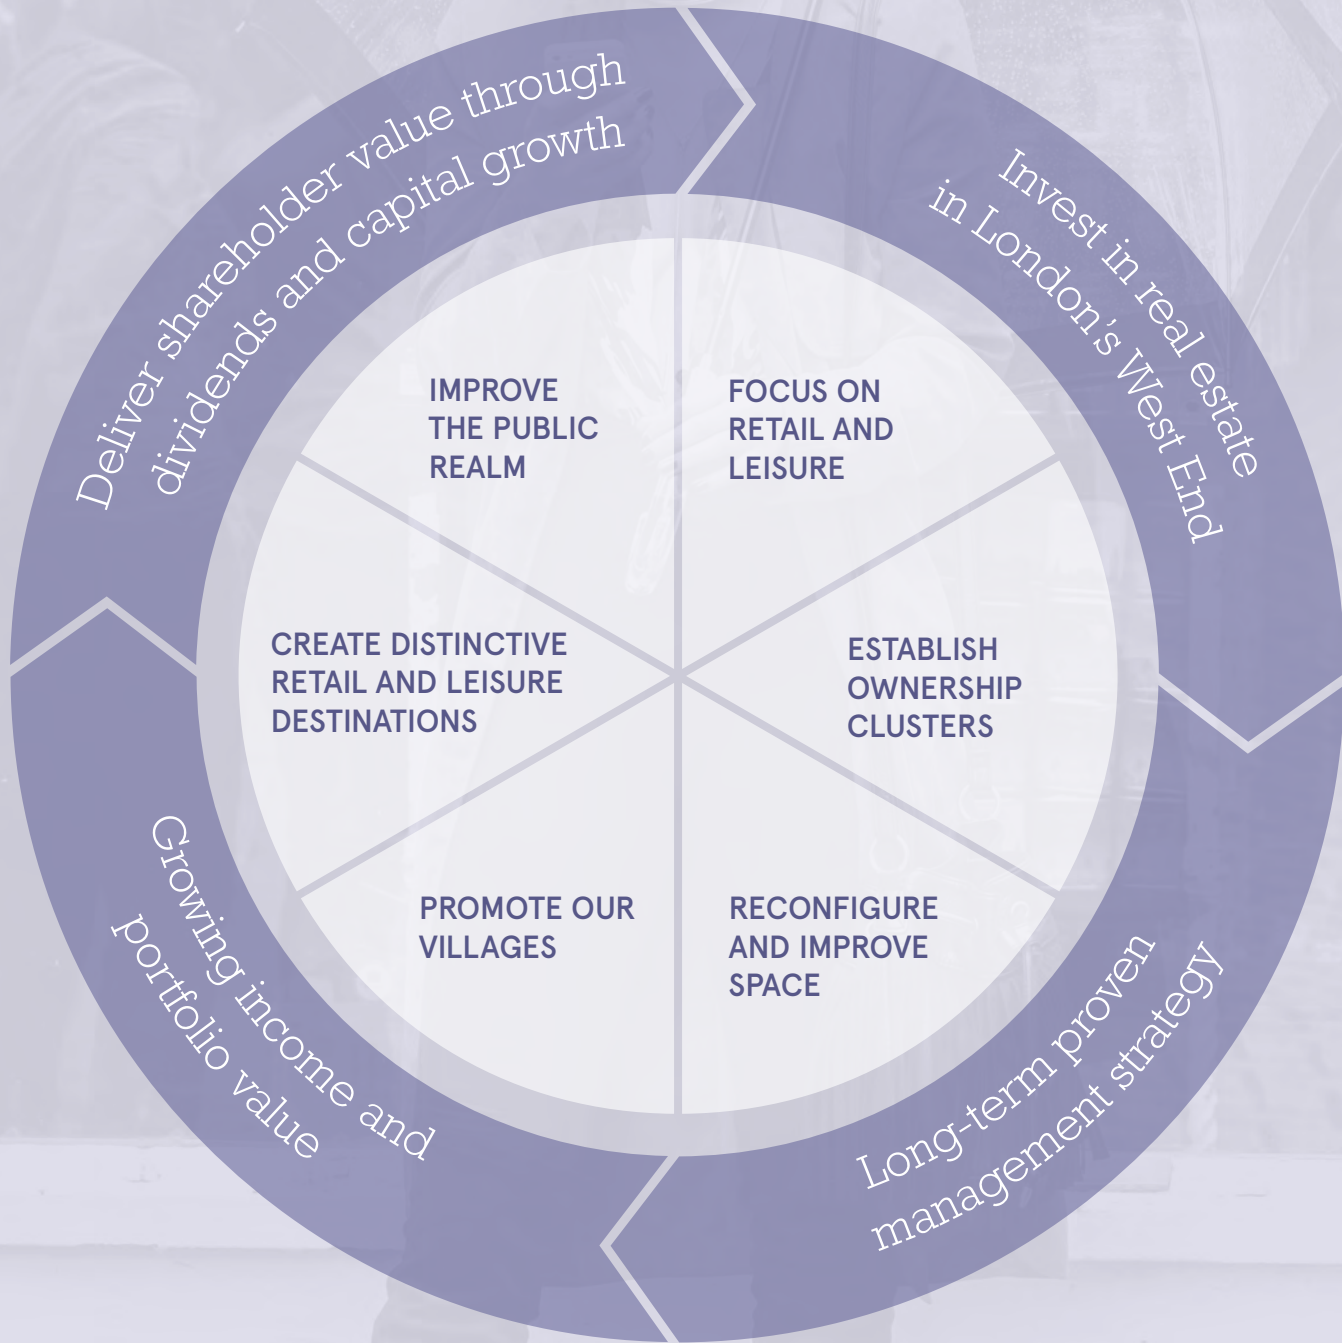 Deliver shareholder value through
dividends and capital growth
Invest in real estate
in London's West End
Long-term proven
management strategy
Growing income and
portfolio value
IMPROVE
THE PUBLIC
REALM
FOCUS ON
RETAIL AND
LEISURE
CREATE DISTINCTIVE
RETAIL AND LEISURE
DESTINATIONS
ESTABLISH
OWNERSHIP
CLUSTERS
PROMOTE OUR
VILLAGES
RECONFIGURE
AND IMPROVE
SPACE